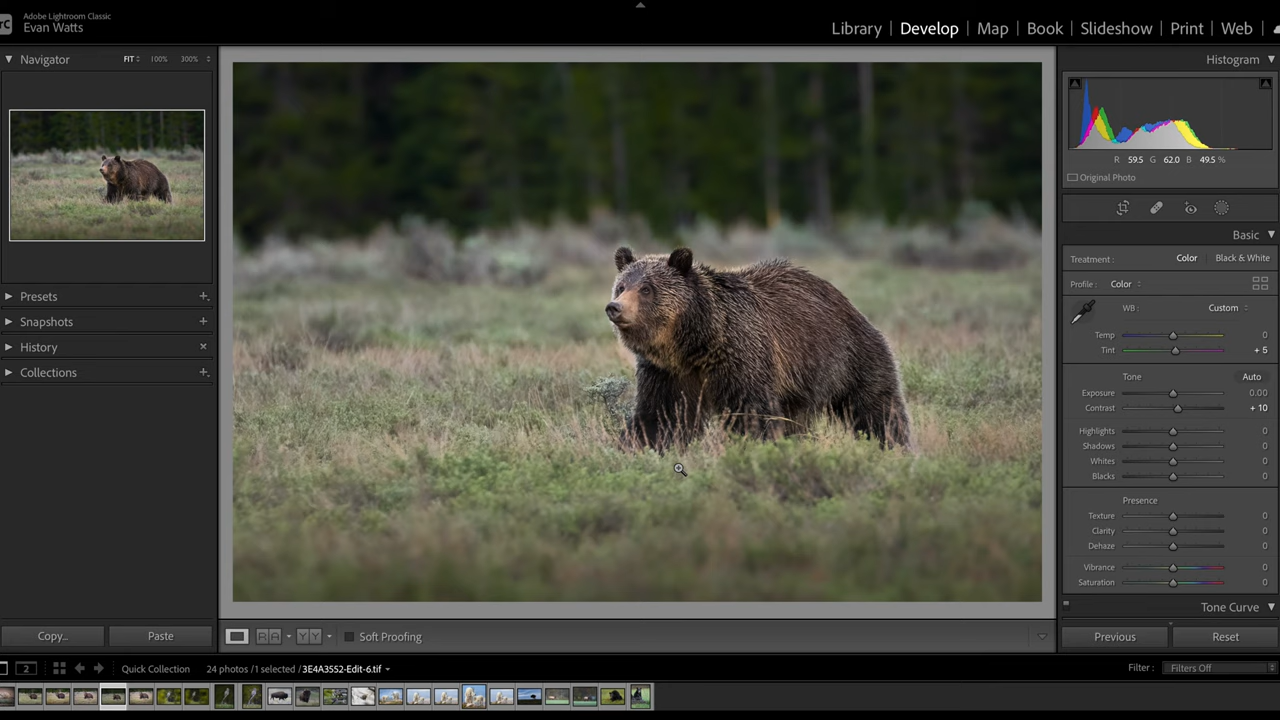 rC
Adobe Lightroom Classic
Evan Watts
Library | Develop | Map | Book | Slideshow | Print | Web |
Navigator FIT 100% 300%
Presets
Snapshots
History
Collections
Copy... Paste
RA YY Soft Proofing
Histogram
R 59.5 G 62.0 B 49.5 %
Original Photo
Basic
Treatment : Color Black & White
Profile : Color
WB : Custom
Temp 0
Tint + 5
Tone Auto
Exposure 0.00
Contrast + 10
Highlights 0
Shadows 0
Whites 0
Blacks 0
Presence
Texture 0
Clarity 0
Dehaze 0
Vibrance 0
Saturation 0
Tone Curve
Previous Reset
2 Quick Collection 24 photos / 1 selected / 3E4A3552-Edit-6.tif Filter : Filters Off